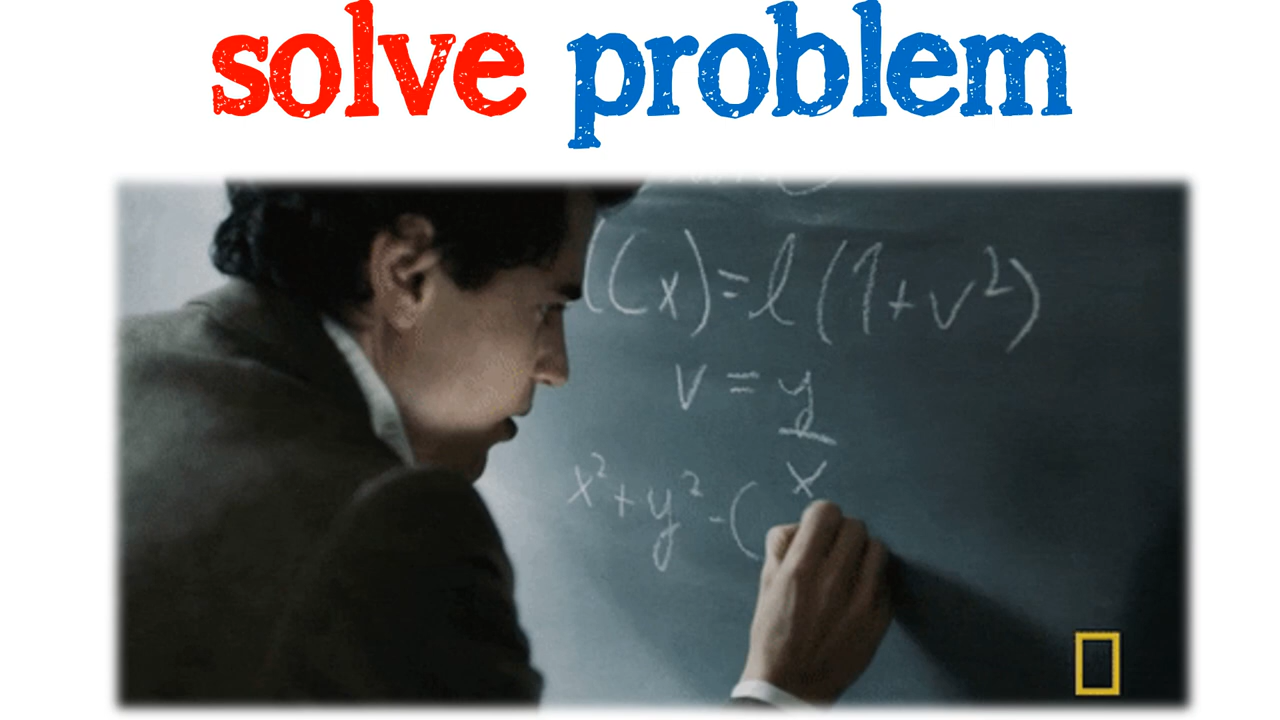 solve problem
(x) = l (1 + v²)
v = y
x
x² + y² - (